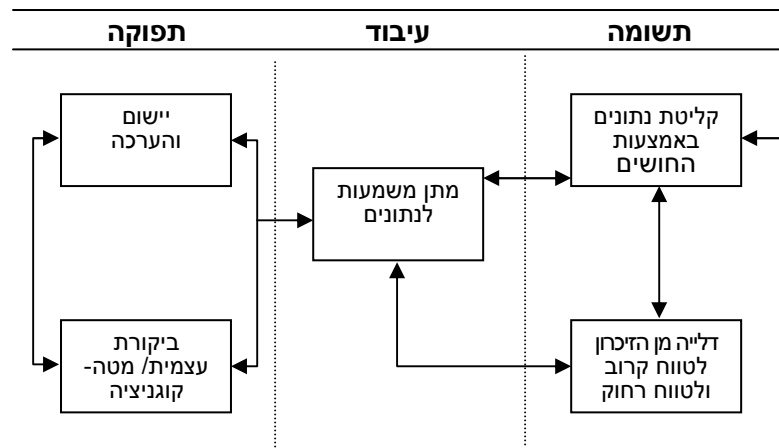 תשומה
עיבוד
תפוקה
קליטת נתונים
באמצעות
החושים
דלייה מן הזיכרון
לטווח קרוב
ולטווח רחוק
מתן משמעות
לנתונים
יישום
והערכה
ביקורת
עצמית/ מטה-
קוגניציה